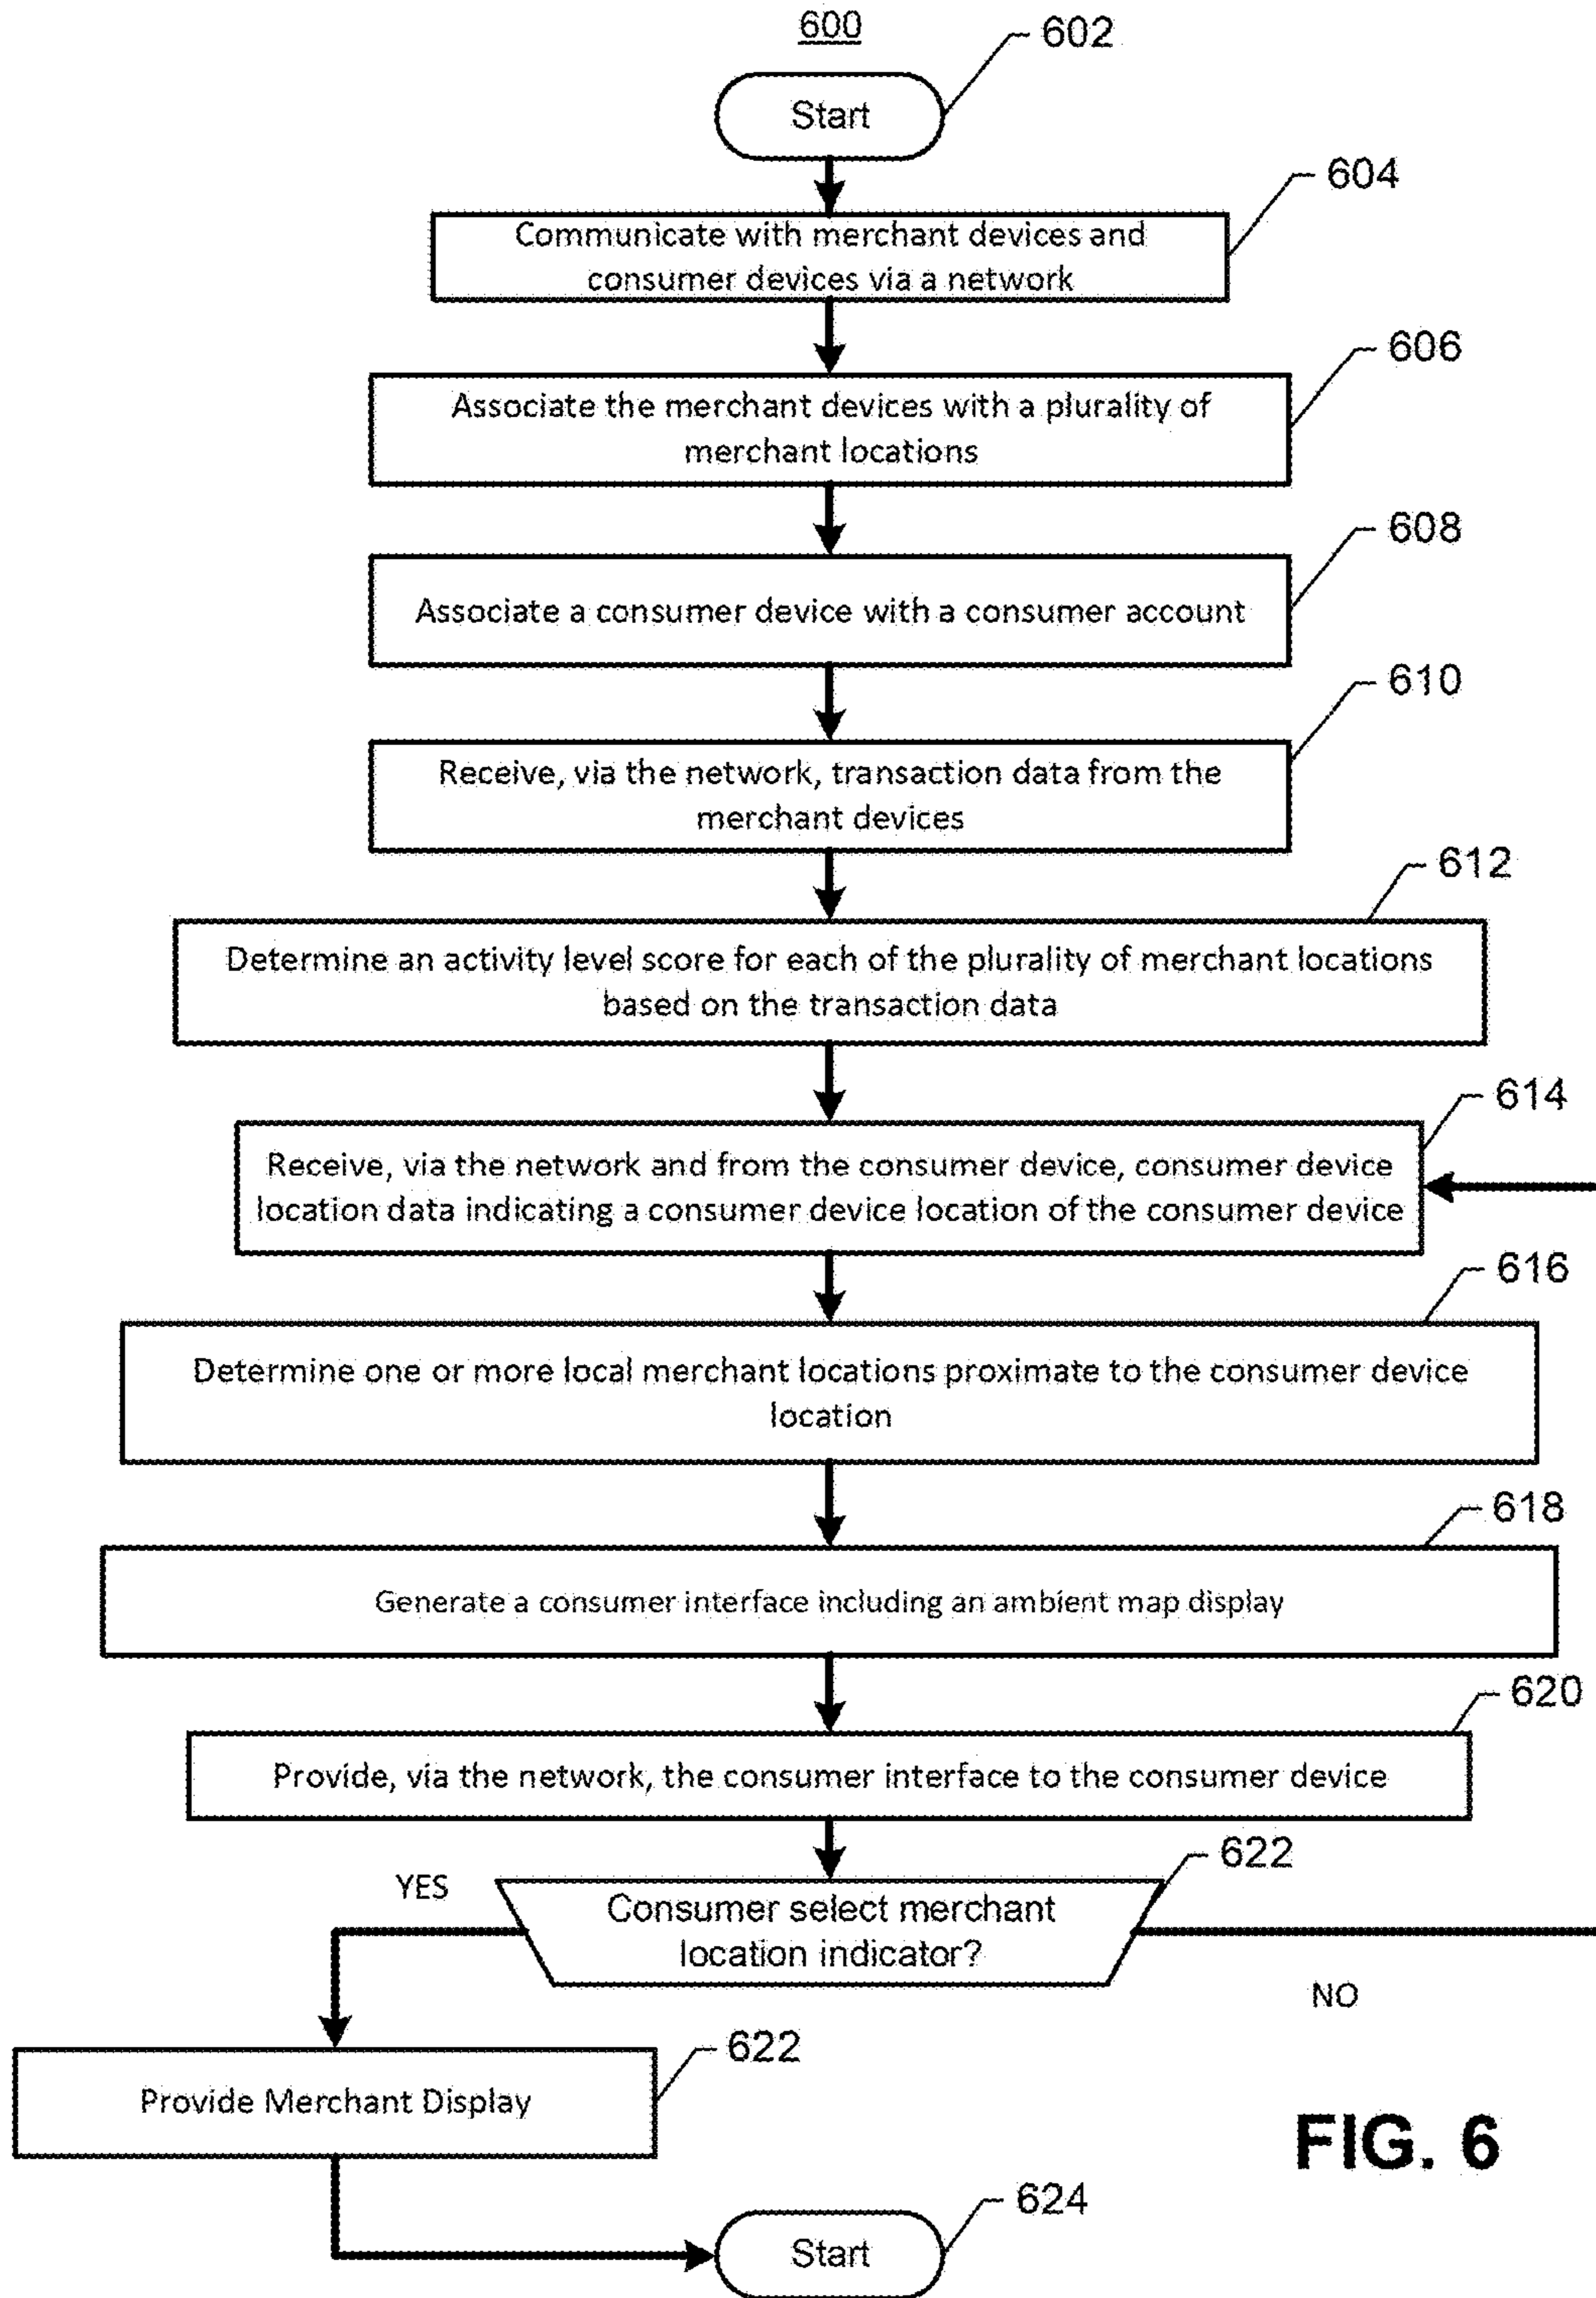 600
602
Start
604
Communicate with merchant devices and
consumer devices via a network
606
Associate the merchant devices with a plurality of
merchant locations
608
Associate a consumer device with a consumer account
610
Receive, via the network, transaction data from the
merchant devices
612
Determine an activity level score for each of the plurality of merchant locations
based on the transaction data
614
Receive, via the network and from the consumer device, consumer device
location data indicating a consumer device location of the consumer device
616
Determine one or more local merchant locations proximate to the consumer device
location
618
Generate a consumer interface including an ambient map display
620
Provide, via the network, the consumer interface to the consumer device
622
YES
Consumer select merchant
location indicator?
NO
622
Provide Merchant Display
FIG. 6
624
Start